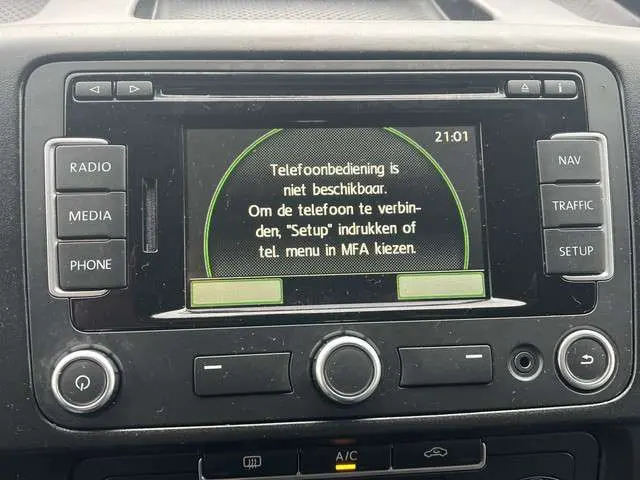 RADIO
MEDIA
PHONE
21:01
Telefoonbediening is
niet beschikbaar.
Om de telefoon te verbin-
den, "Setup" indrukken of
tel. menu in MFA kiezen.
NAV
TRAFFIC
SETUP
i
A/C